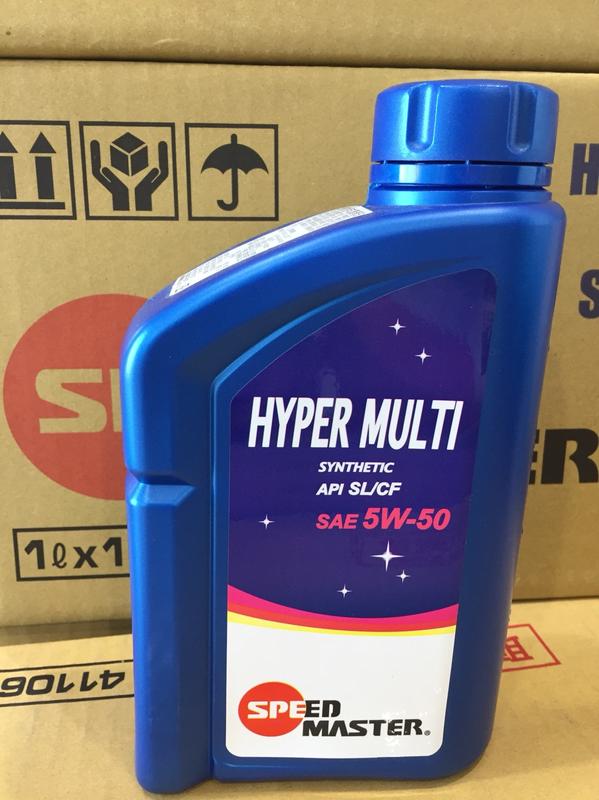 HYPER MULTI
SYNTHETIC
API SL/CF
SAE 5W-50
SPEED
MASTER®
1ℓx1
41106